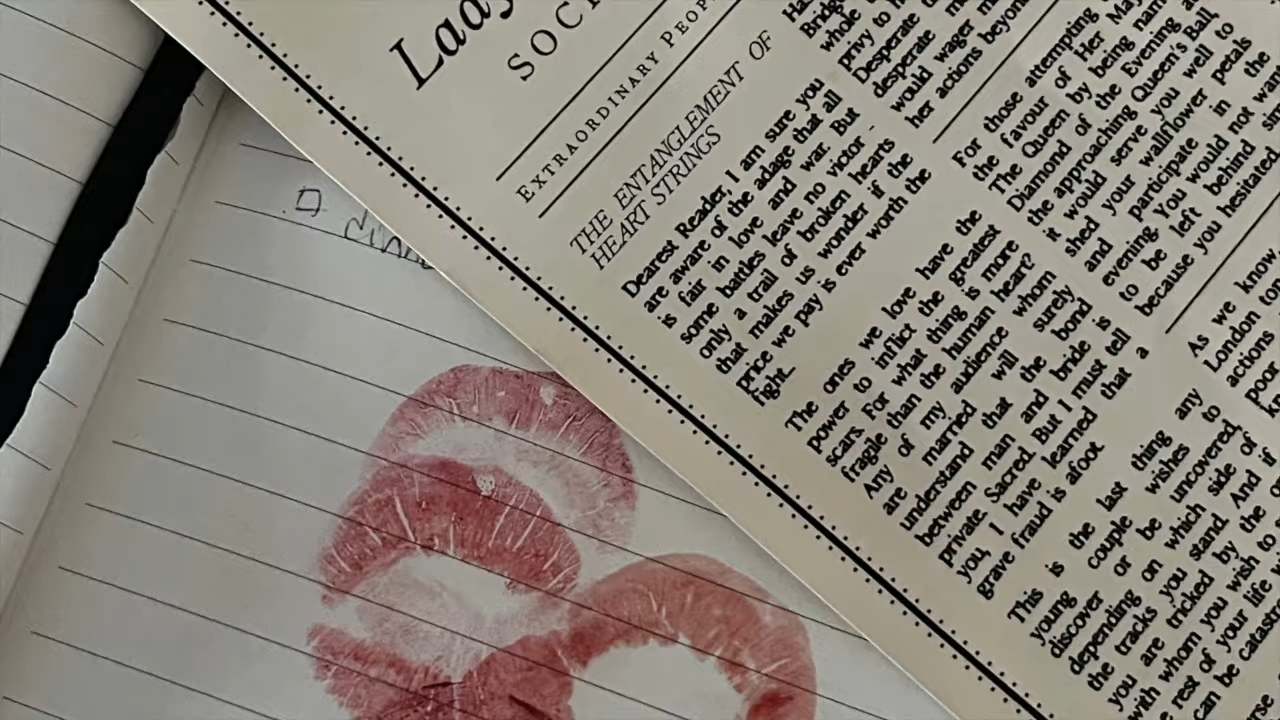 Lady
SOCI
EXTRAORDINARY PEOP
THE ENTANGLEMENT OF
HEART STRINGS
Dearest Reader, I am sure you
are aware of the adage that all
is fair in love and war. But
some battles leave no victor -
only a trail of broken hearts
that makes us wonder if the
price we pay is ever worth the
fight...
The ones we love have the
power to inflict the greatest
scars. For what thing is more
fragile than the human heart?
Any of my audience whom
are married will surely
understand that the bond
between man and bride is
private. Sacred. But I must tell
you, I have learned that a
grave fraud is afoot
This is the last thing any
young couple wishes to
discover or be uncovered,
depending on which side of
the tracks you stand. And if
you are tricked by the
with whom you wish to
rest of your life
can be catastro
Bridg
whole
privy to
Desperate
desperate
would wager
her actions beyond
For those attempting
the favour of Her Maj
The Queen by being nam
Diamond of the Evening a
the approaching Queen's Ball,
it would serve you well to
shed your wallflower petals
and participate in the
evening. You would not wan
to be left behind sim
because you hesitated
As we know,
London ton
actions